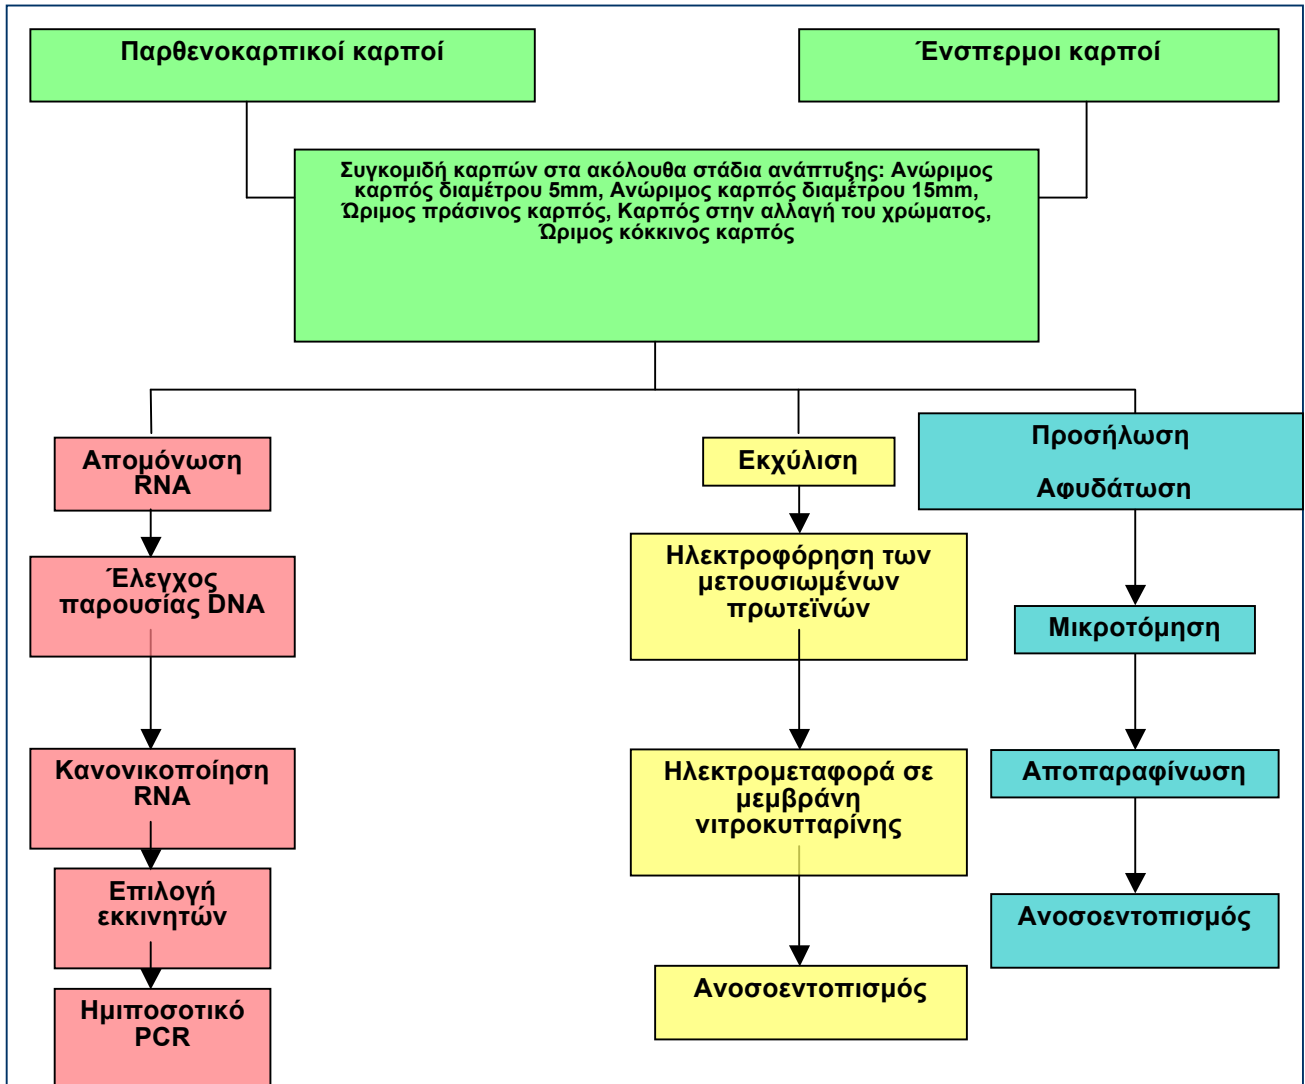 Παρθενοκαρπικοί καρποί
Ένσπερμοι καρποί
Συγκομιδή καρπών στα ακόλουθα στάδια ανάπτυξης: Ανώριμος
καρπός διαμέτρου 5mm, Ανώριμος καρπός διαμέτρου 15mm,
Ώριμος πράσινος καρπός, Καρπός στην αλλαγή του χρώματος,
Ώριμος κόκκινος καρπός
Απομόνωση
RNA
Έλεγχος
παρουσίας DNA
Κανονικοποίηση
RNA
Επιλογή
εκκινητών
Ημιποσοτικό
PCR
Εκχύλιση
Ηλεκτροφόρηση των
μετουσιωμένων
πρωτεϊνών
Ηλεκτρομεταφορά σε
μεμβράνη
νιτροκυτταρίνης
Ανοσοεντοπισμός
Προσήλωση
Αφυδάτωση
Μικροτόμηση
Αποπαραφίνωση
Ανοσοεντοπισμός